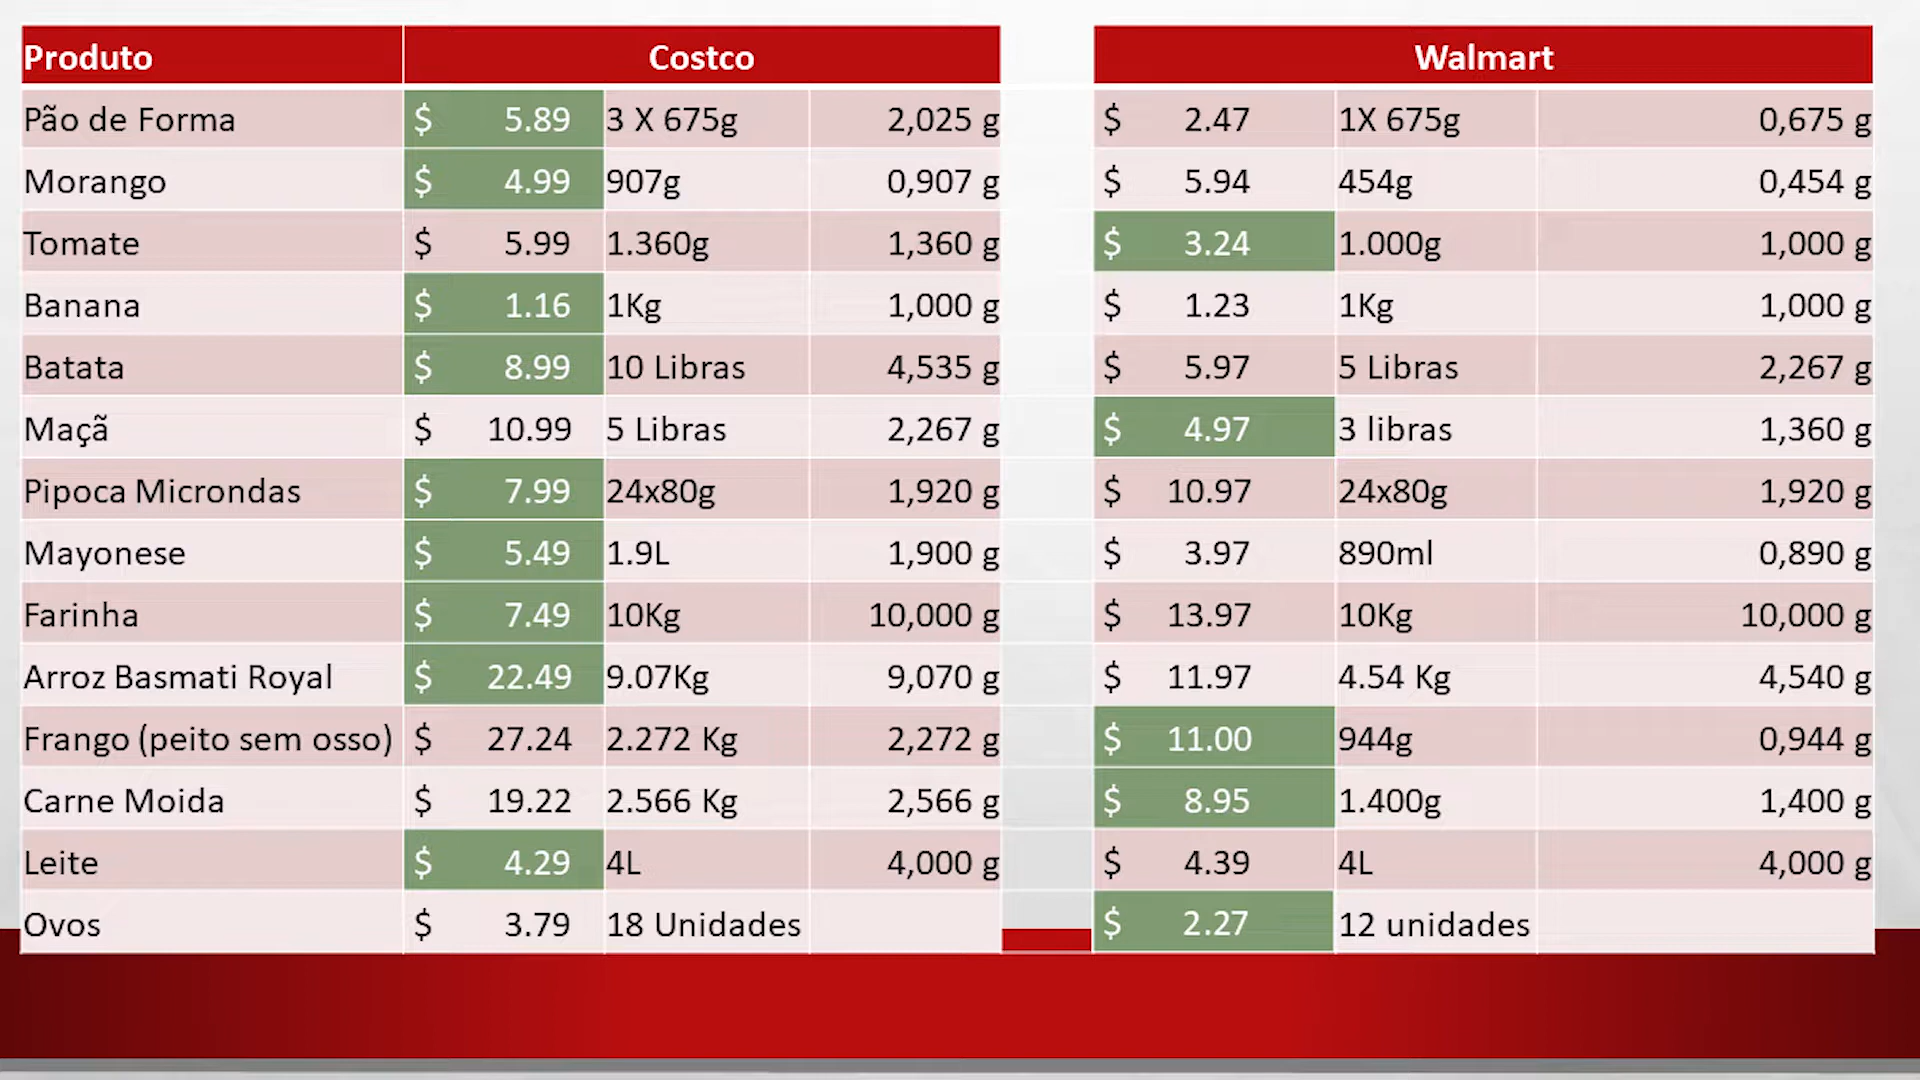 Produto Costco Walmart
Pão de Forma $ 5.89 3 X 675g 2,025 g $ 2.47 1X 675g 0,675 g
Morango $ 4.99 907g 0,907 g $ 5.94 454g 0,454 g
Tomate $ 5.99 1.360g 1,360 g $ 3.24 1.000g 1,000 g
Banana $ 1.16 1Kg 1,000 g $ 1.23 1Kg 1,000 g
Batata $ 8.99 10 Libras 4,535 g $ 5.97 5 Libras 2,267 g
Maçã $ 10.99 5 Libras 2,267 g $ 4.97 3 libras 1,360 g
Pipoca Microndas $ 7.99 24x80g 1,920 g $ 10.97 24x80g 1,920 g
Mayonese $ 5.49 1.9L 1,900 g $ 3.97 890ml 0,890 g
Farinha $ 7.49 10Kg 10,000 g $ 13.97 10Kg 10,000 g
Arroz Basmati Royal $ 22.49 9.07Kg 9,070 g $ 11.97 4.54 Kg 4,540 g
Frango (peito sem osso) $ 27.24 2.272 Kg 2,272 g $ 11.00 944g 0,944 g
Carne Moida $ 19.22 2.566 Kg 2,566 g $ 8.95 1.400g 1,400 g
Leite $ 4.29 4L 4,000 g $ 4.39 4L 4,000 g
Ovos $ 3.79 18 Unidades $ 2.27 12 unidades